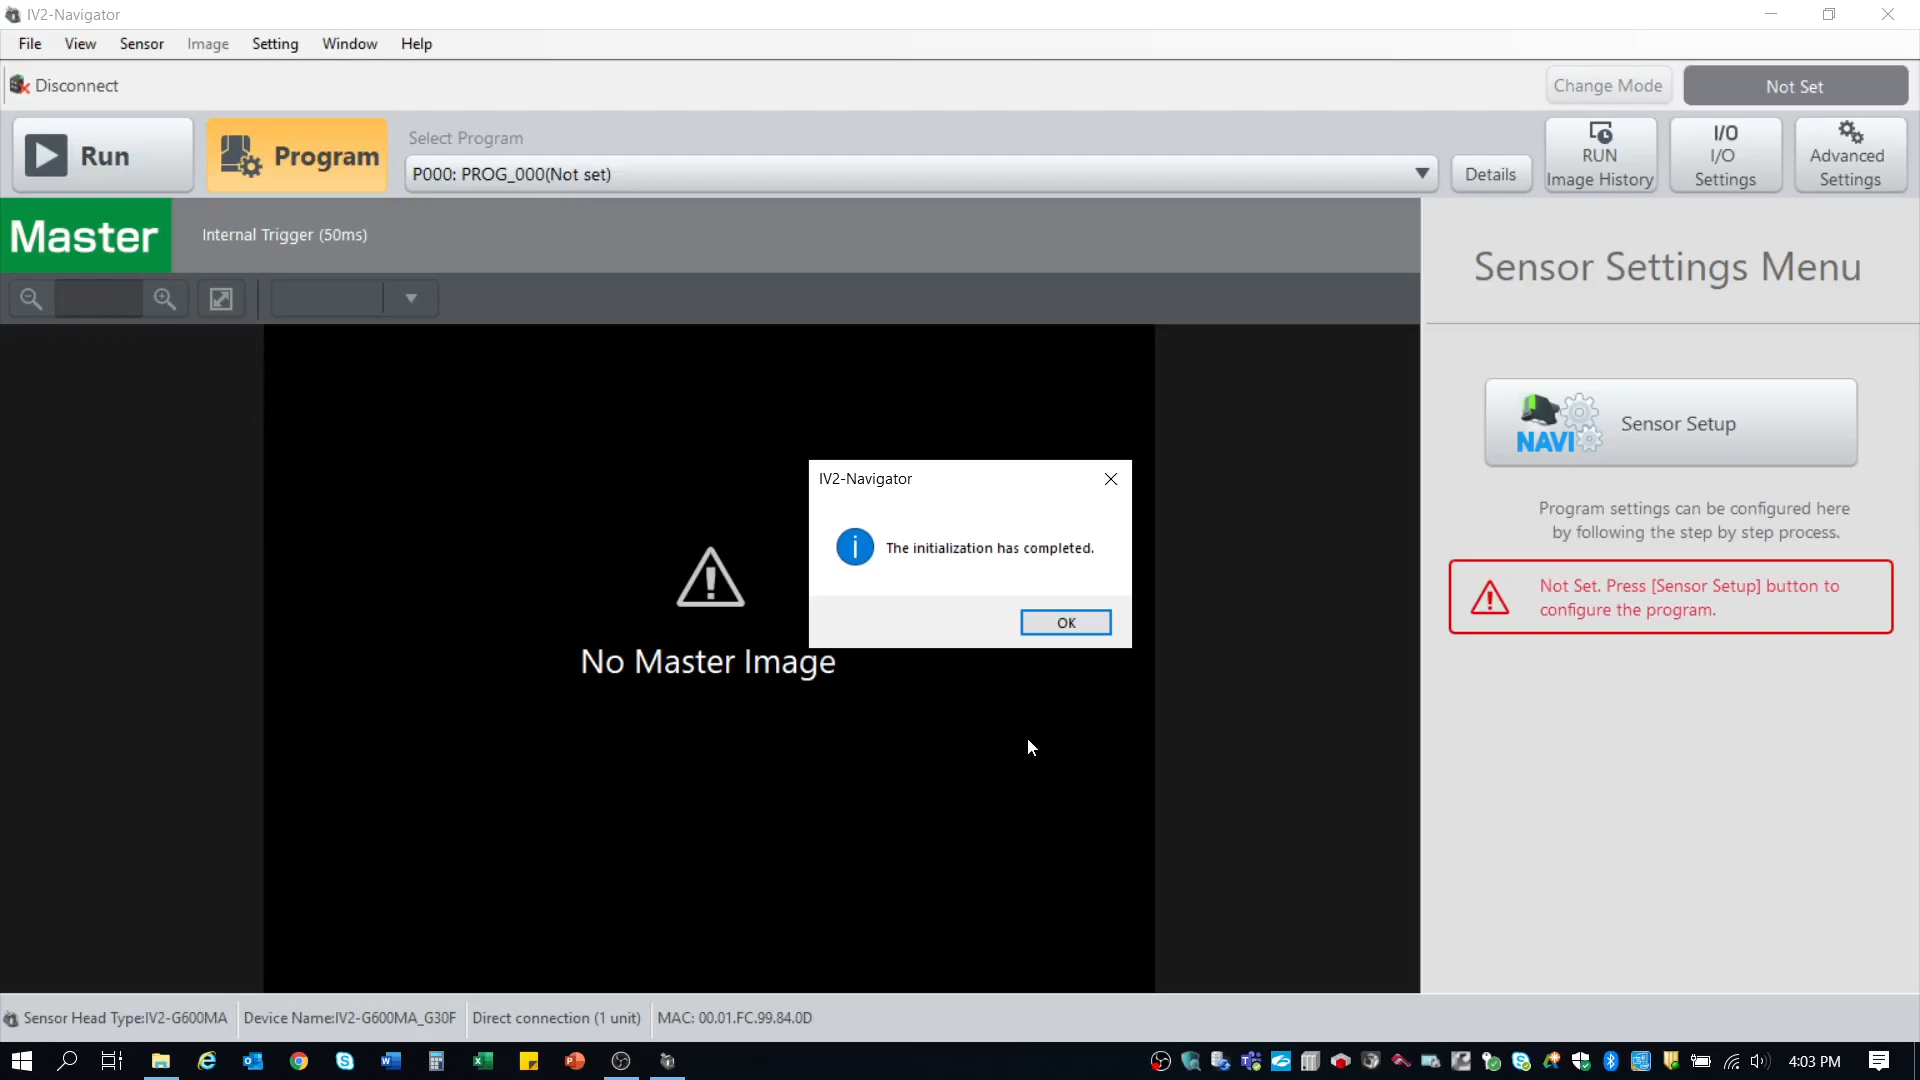 IV2-Navigator
File View Sensor Image Setting Window Help
Disconnect
Change Mode
Not Set
Run
Program
Select Program
P000: PROG_000(Not set)
Details
RUN
Image History
I/O
I/O
Settings
Advanced
Settings
Master
Internal Trigger (50ms)
Sensor Settings Menu
NAVI
Sensor Setup
Program settings can be configured here
by following the step by step process.
Not Set. Press [Sensor Setup] button to
configure the program.
IV2-Navigator
The initialization has completed.
OK
No Master Image
Sensor Head Type:IV2-G600MA
Device Name:IV2-G600MA_G30F
Direct connection (1 unit)
MAC: 00.01.FC.99.84.0D
4:03 PM